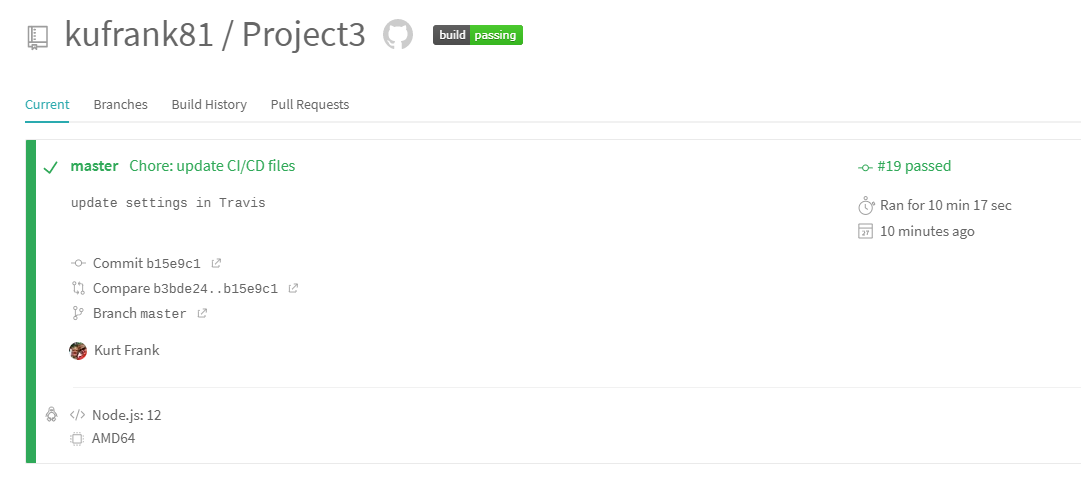 kufrank81 / Project3 build passing
Current Branches Build History Pull Requests
master Chore: update CI/CD files #19 passed
update settings in Travis Ran for 10 min 17 sec
27 10 minutes ago
Commit b15e9c1
Compare b3bde24..b15e9c1
Branch master
Kurt Frank
</> Node.js: 12
AMD64